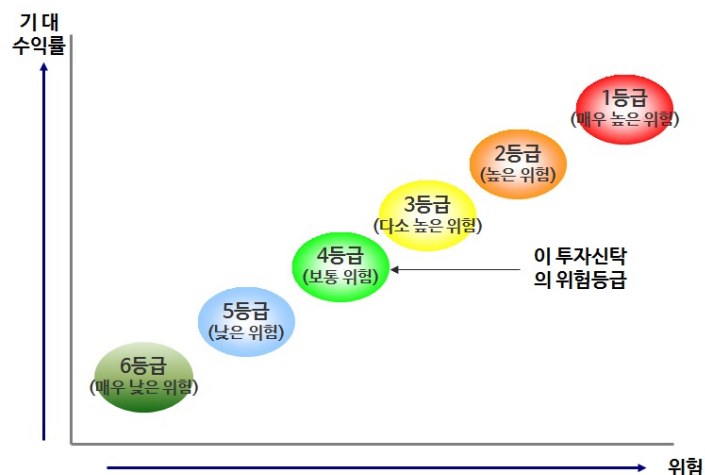 기 대
수익률
1등급
(매우 높은 위험)
2등급
(높은 위험)
3등급
(다소 높은 위험)
4등급
(보통 위험)
이 투자신탁
의 위험등급
5등급
(낮은 위험)
6등급
(매우 낮은 위험)
위험